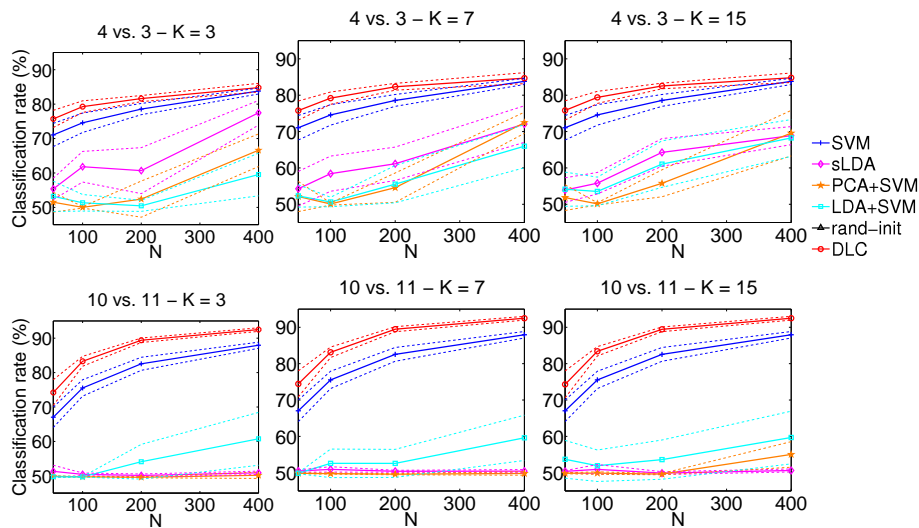 4 vs. 3 – K = 3
4 vs. 3 – K = 7
4 vs. 3 – K = 15
Classification rate (%)
90
80
70
60
50
100 200 300 400
N
90
80
70
60
50
100 200 300 400
N
90
80
70
60
50
100 200 300 400
N
SVM
sLDA
PCA+SVM
LDA+SVM
rand–init
DLC
10 vs. 11 – K = 3
10 vs. 11 – K = 7
10 vs. 11 – K = 15
Classification rate (%)
90
80
70
60
50
100 200 300 400
N
90
80
70
60
50
100 200 300 400
N
90
80
70
60
50
100 200 300 400
N